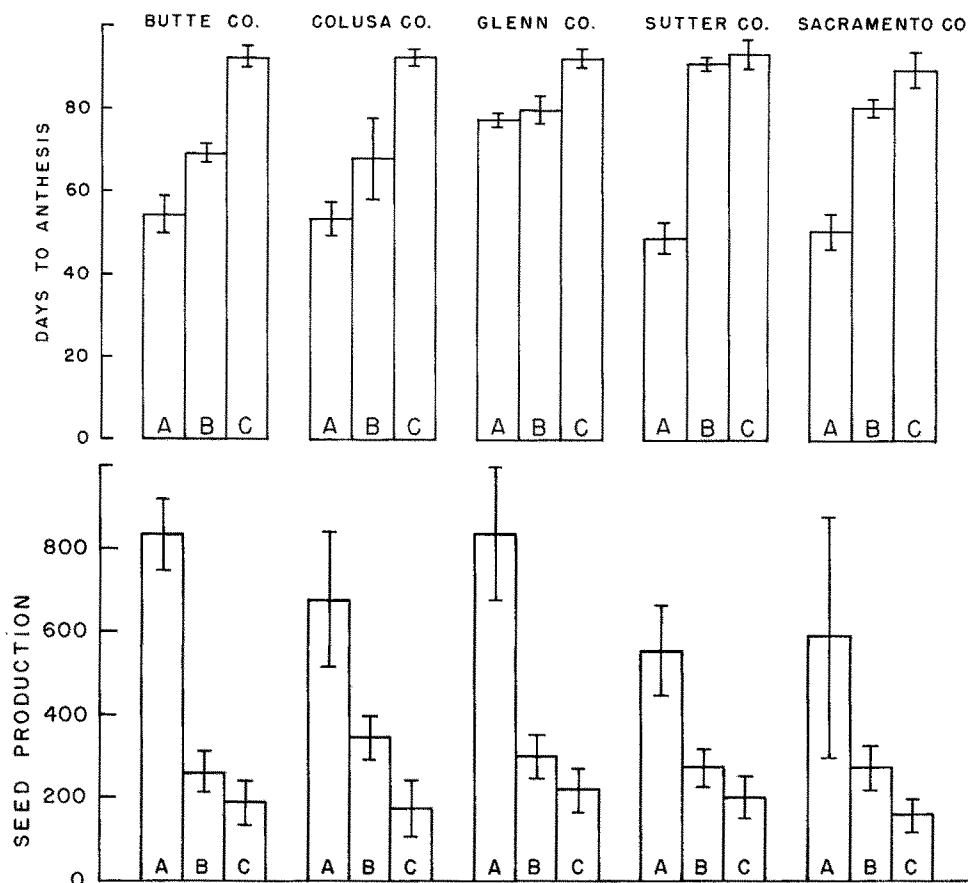 BUTTE CO. COLUSA CO. GLENN CO. SUTTER CO. SACRAMENTO CO
DAYS TO ANTHESIS
80
60
40
20
0
A B C A B C A B C A B C A B C
SEED PRODUCTION
800
600
400
200
0
A B C A B C A B C A B C A B C